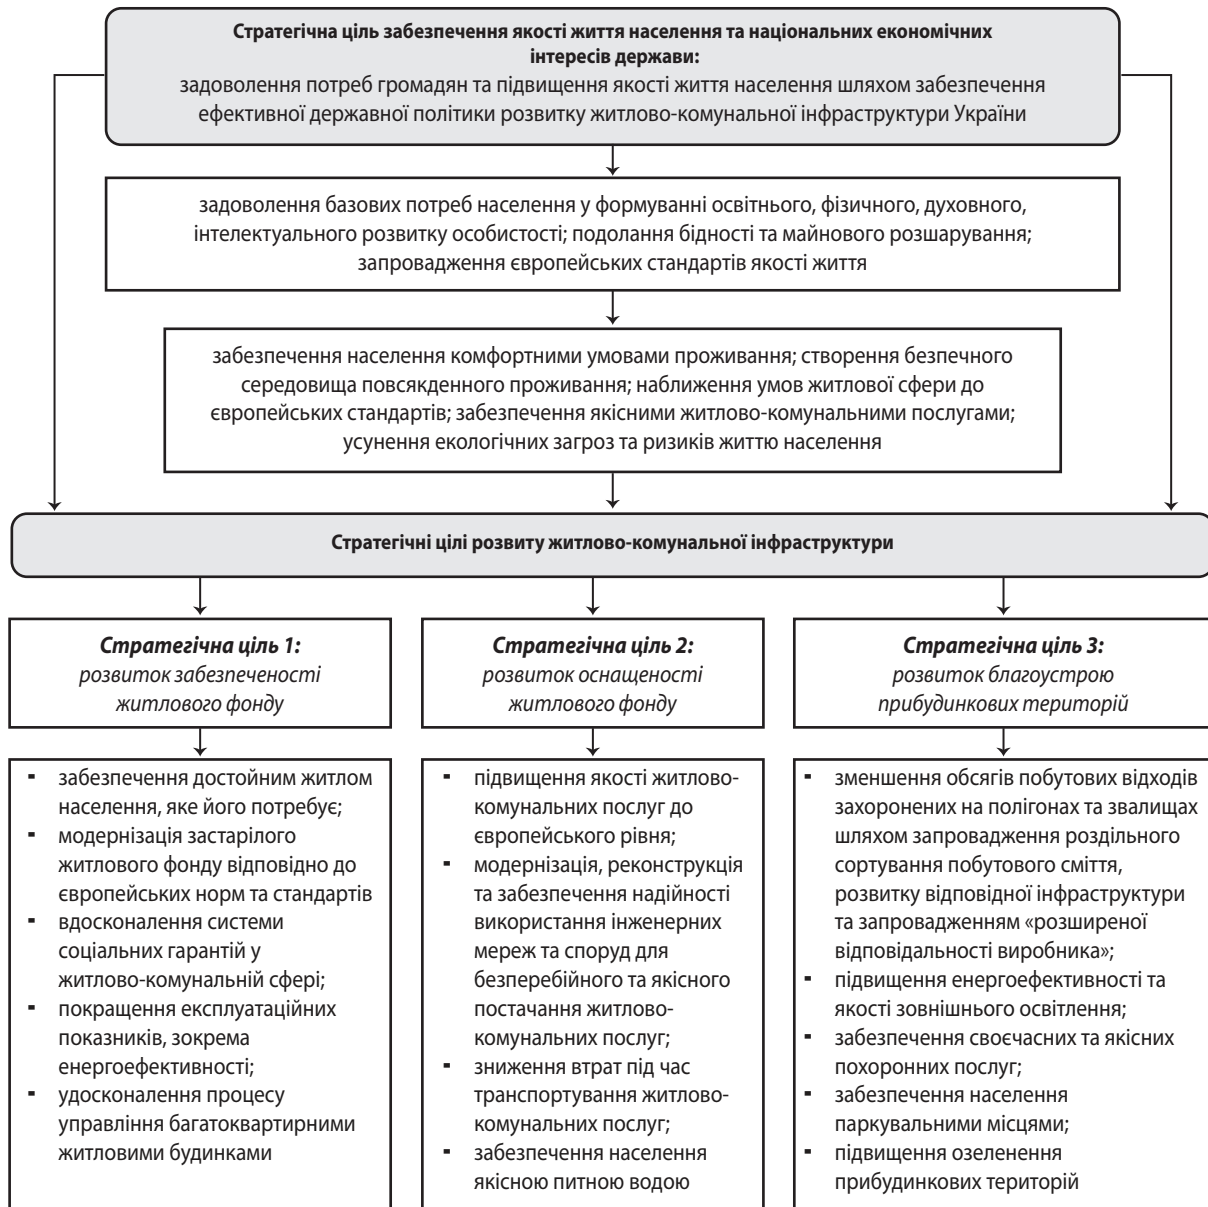 Стратегічна ціль забезпечення якості життя населення та національних економічних
інтересів держави:
задоволення потреб громадян та підвищення якості життя населення шляхом забезпечення
ефективної державної політики розвитку житлово-комунальної інфраструктури України
задоволення базових потреб населення у формуванні освітнього, фізичного, духовного,
інтелектуального розвитку особистості; подолання бідності та майнового розшарування;
запровадження європейських стандартів якості життя
забезпечення населення комфортними умовами проживання; створення безпечного
середовища повсякденного проживання; наближення умов житлової сфери до
європейських стандартів; забезпечення якісними житлово-комунальними послугами;
усунення екологічних загроз та ризиків життю населення
Стратегічні цілі розвиту житлово-комунальної інфраструктури
Стратегічна ціль 1:
розвиток забезпеченості
житлового фонду
Стратегічна ціль 2:
розвиток оснащеності
житлового фонду
Стратегічна ціль 3:
розвиток благоустрою
прибудинкових територій
- забезпечення достойним житлом
населення, яке його потребує;
- модернізація застарілого
житлового фонду відповідно до
європейських норм та стандартів
- вдосконалення системи
соціальних гарантій у
житлово-комунальній сфері;
- покращення експлуатаційних
показників, зокрема
енергоефективності;
- удосконалення процесу
управління багатоквартирними
житловими будинками
- підвищення якості житлово-
комунальних послуг до
європейського рівня;
- модернізація, реконструкція
та забезпечення надійності
використання інженерних
мереж та споруд для
безперебійного та якісного
постачання житлово-
комунальних послуг;
- зниження втрат під час
транспортування житлово-
комунальних послуг;
- забезпечення населення
якісною питною водою
- зменшення обсягів побутових відходів
захоронених на полігонах та звалищах
шляхом запровадження роздільного
сортування побутового сміття,
розвитку відповідної інфраструктури
та запровадженням «розширеної
відповідальності виробника»;
- підвищення енергоефективності та
якості зовнішнього освітлення;
- забезпечення своєчасних та якісних
похоронних послуг;
- забезпечення населення
паркувальними місцями;
- підвищення озеленення
прибудинкових територій